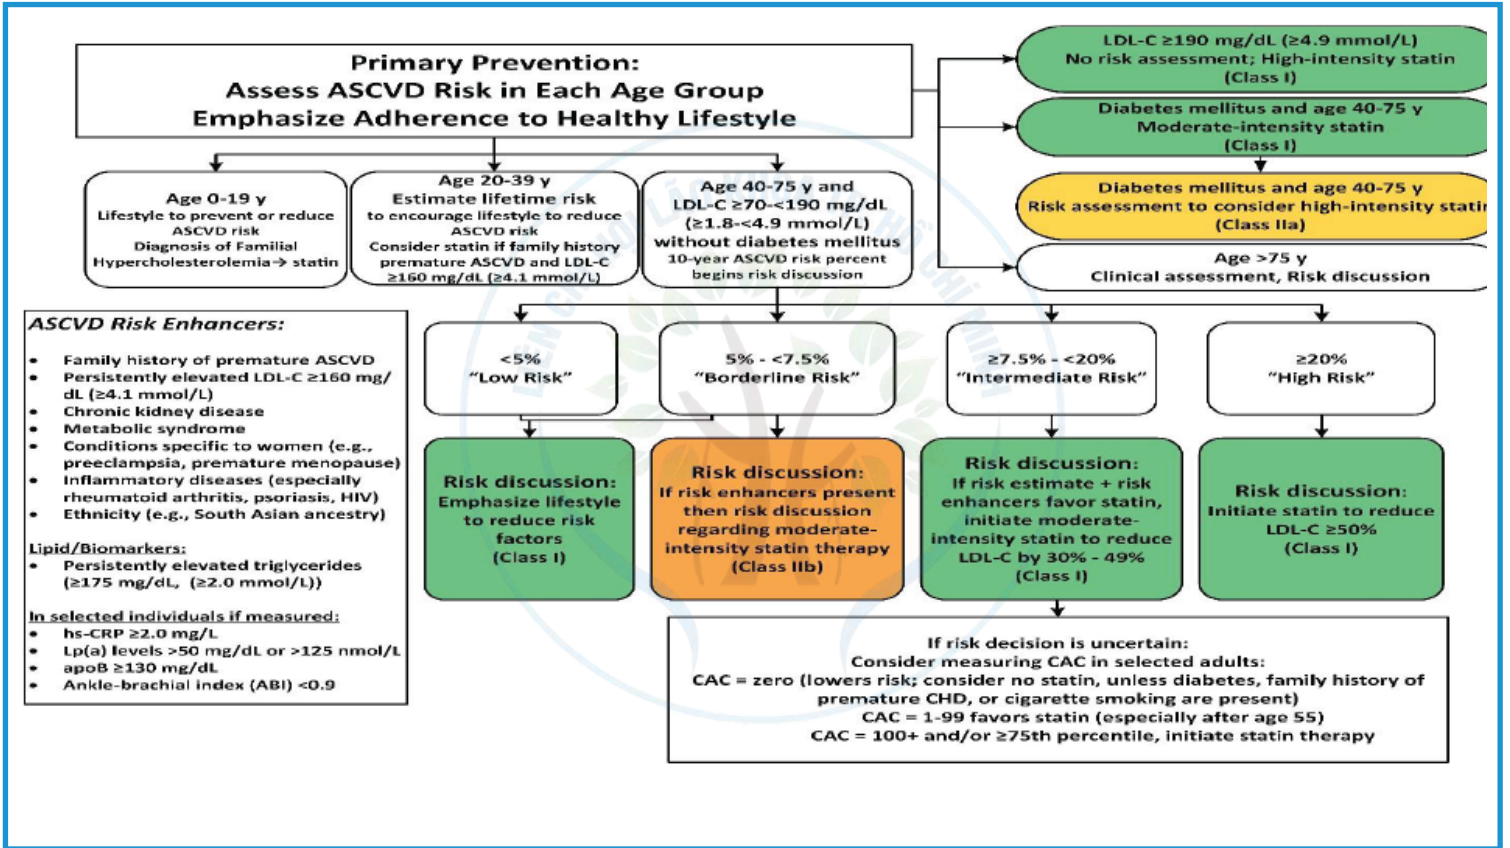 Primary Prevention:
Assess ASCVD Risk in Each Age Group
Emphasize Adherence to Healthy Lifestyle
LDL-C ≥190 mg/dL (≥4.9 mmol/L)
No risk assessment; High-intensity statin
(Class I)
Diabetes mellitus and age 40-75 y
Moderate-intensity statin
(Class I)
Diabetes mellitus and age 40-75 y
Risk assessment to consider high-intensity statin
(Class IIa)
Age >75 y
Clinical assessment, Risk discussion
Age 0-19 y
Lifestyle to prevent or reduce
ASCVD risk
Diagnosis of Familial
Hypercholesterolemia→ statin
Age 20-39 y
Estimate lifetime risk
to encourage lifestyle to reduce
ASCVD risk
Consider statin if family history
premature ASCVD and LDL-C
≥160 mg/dL (≥4.1 mmol/L)
Age 40-75 y and
LDL-C ≥70-<190 mg/dL
(≥1.8-<4.9 mmol/L)
without diabetes mellitus
10-year ASCVD risk percent
begins risk discussion
ASCVD Risk Enhancers:
• Family history of premature ASCVD
• Persistently elevated LDL-C ≥160 mg/
dL (≥4.1 mmol/L)
• Chronic kidney disease
• Metabolic syndrome
• Conditions specific to women (e.g.,
preeclampsia, premature menopause)
• Inflammatory diseases (especially
rheumatoid arthritis, psoriasis, HIV)
• Ethnicity (e.g., South Asian ancestry)
Lipid/Biomarkers:
• Persistently elevated triglycerides
(≥175 mg/dL, (≥2.0 mmol/L))
In selected individuals if measured:
• hs-CRP ≥2.0 mg/L
• Lp(a) levels >50 mg/dL or >125 nmol/L
• apoB ≥130 mg/dL
• Ankle-brachial index (ABI) <0.9
<5%
“Low Risk”
5% - <7.5%
“Borderline Risk”
≥7.5% - <20%
“Intermediate Risk”
≥20%
“High Risk”
Risk discussion:
Emphasize lifestyle
to reduce risk
factors
(Class I)
Risk discussion:
If risk enhancers present
then risk discussion
regarding moderate-
intensity statin therapy
(Class IIb)
Risk discussion:
If risk estimate + risk
enhancers favor statin,
initiate moderate-
intensity statin to reduce
LDL-C by 30% - 49%
(Class I)
Risk discussion:
Initiate statin to reduce
LDL-C ≥50%
(Class I)
If risk decision is uncertain:
Consider measuring CAC in selected adults:
CAC = zero (lowers risk; consider no statin, unless diabetes, family history of
premature CHD, or cigarette smoking are present)
CAC = 1-99 favors statin (especially after age 55)
CAC = 100+ and/or ≥75th percentile, initiate statin therapy